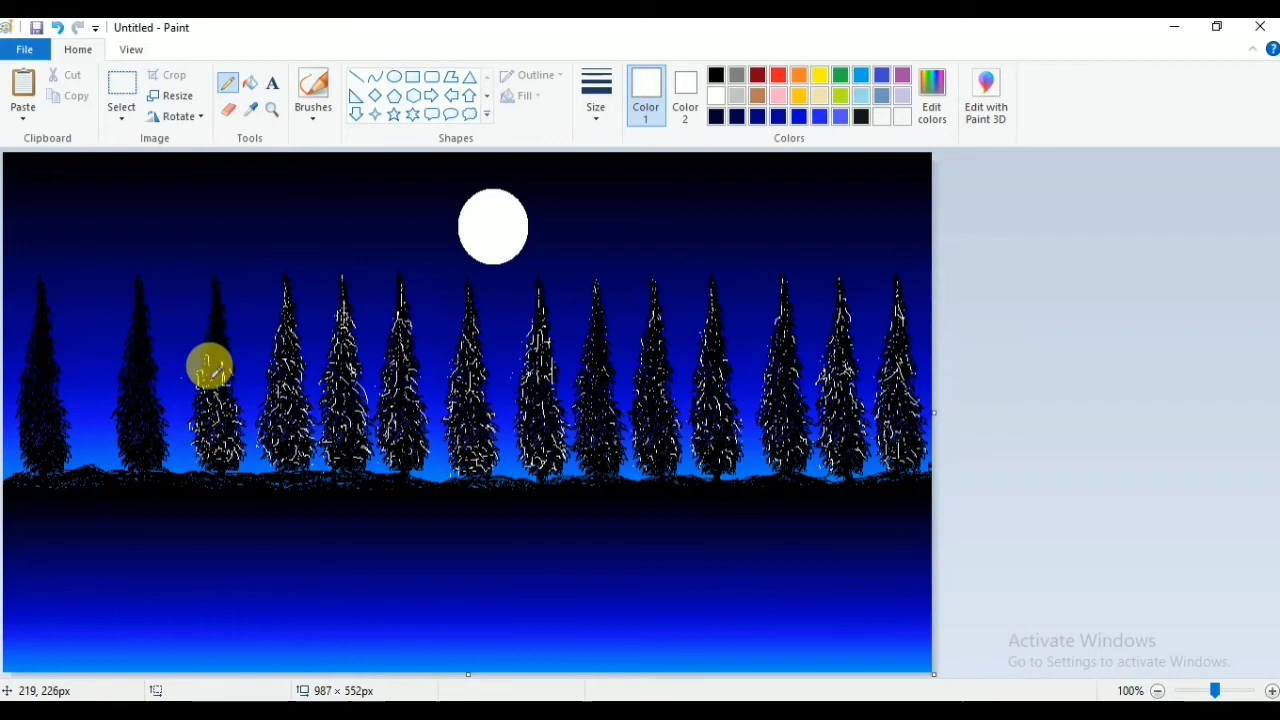 Untitled - Paint
File Home View
Paste
Cut
Copy
Clipboard
Select
Crop
Resize
Rotate
Image
A
Tools
Brushes
Outline
Fill
Shapes
Size
Color 1
Color 2
Edit colors
Colors
Edit with Paint 3D
?
Activate Windows
Go to Settings to activate Windows.
219, 226px
987 × 552px
100%